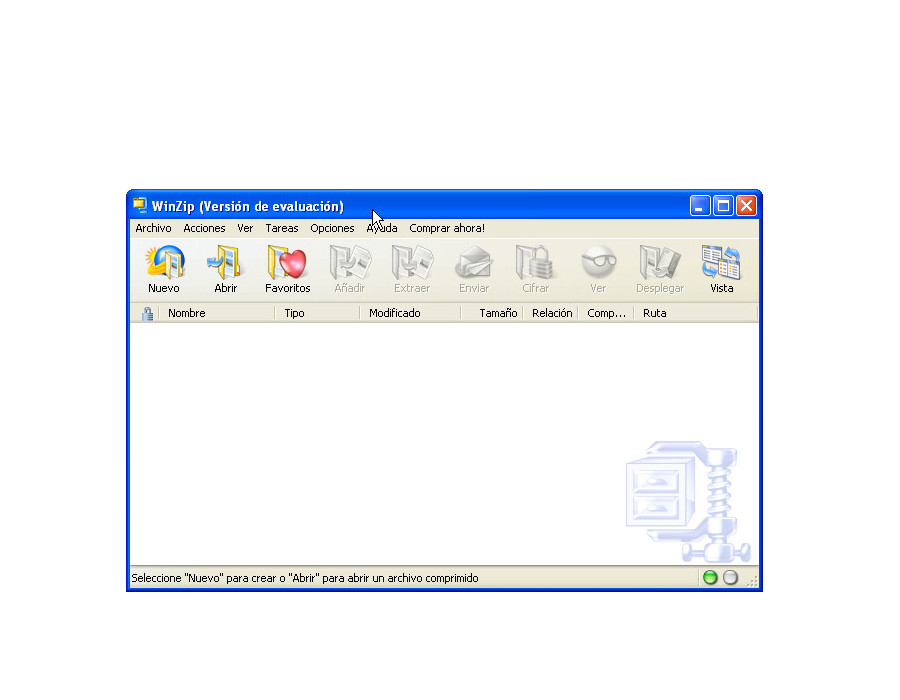 WinZip (Versión de evaluación)
Archivo Acciones Ver Tareas Opciones Ayuda Comprar ahora!
Nuevo Abrir Favoritos Añadir Extraer Enviar Cifrar Ver Desplegar Vista
Nombre Tipo Modificado Tamaño Relación Comp... Ruta
Seleccione "Nuevo" para crear o "Abrir" para abrir un archivo comprimido